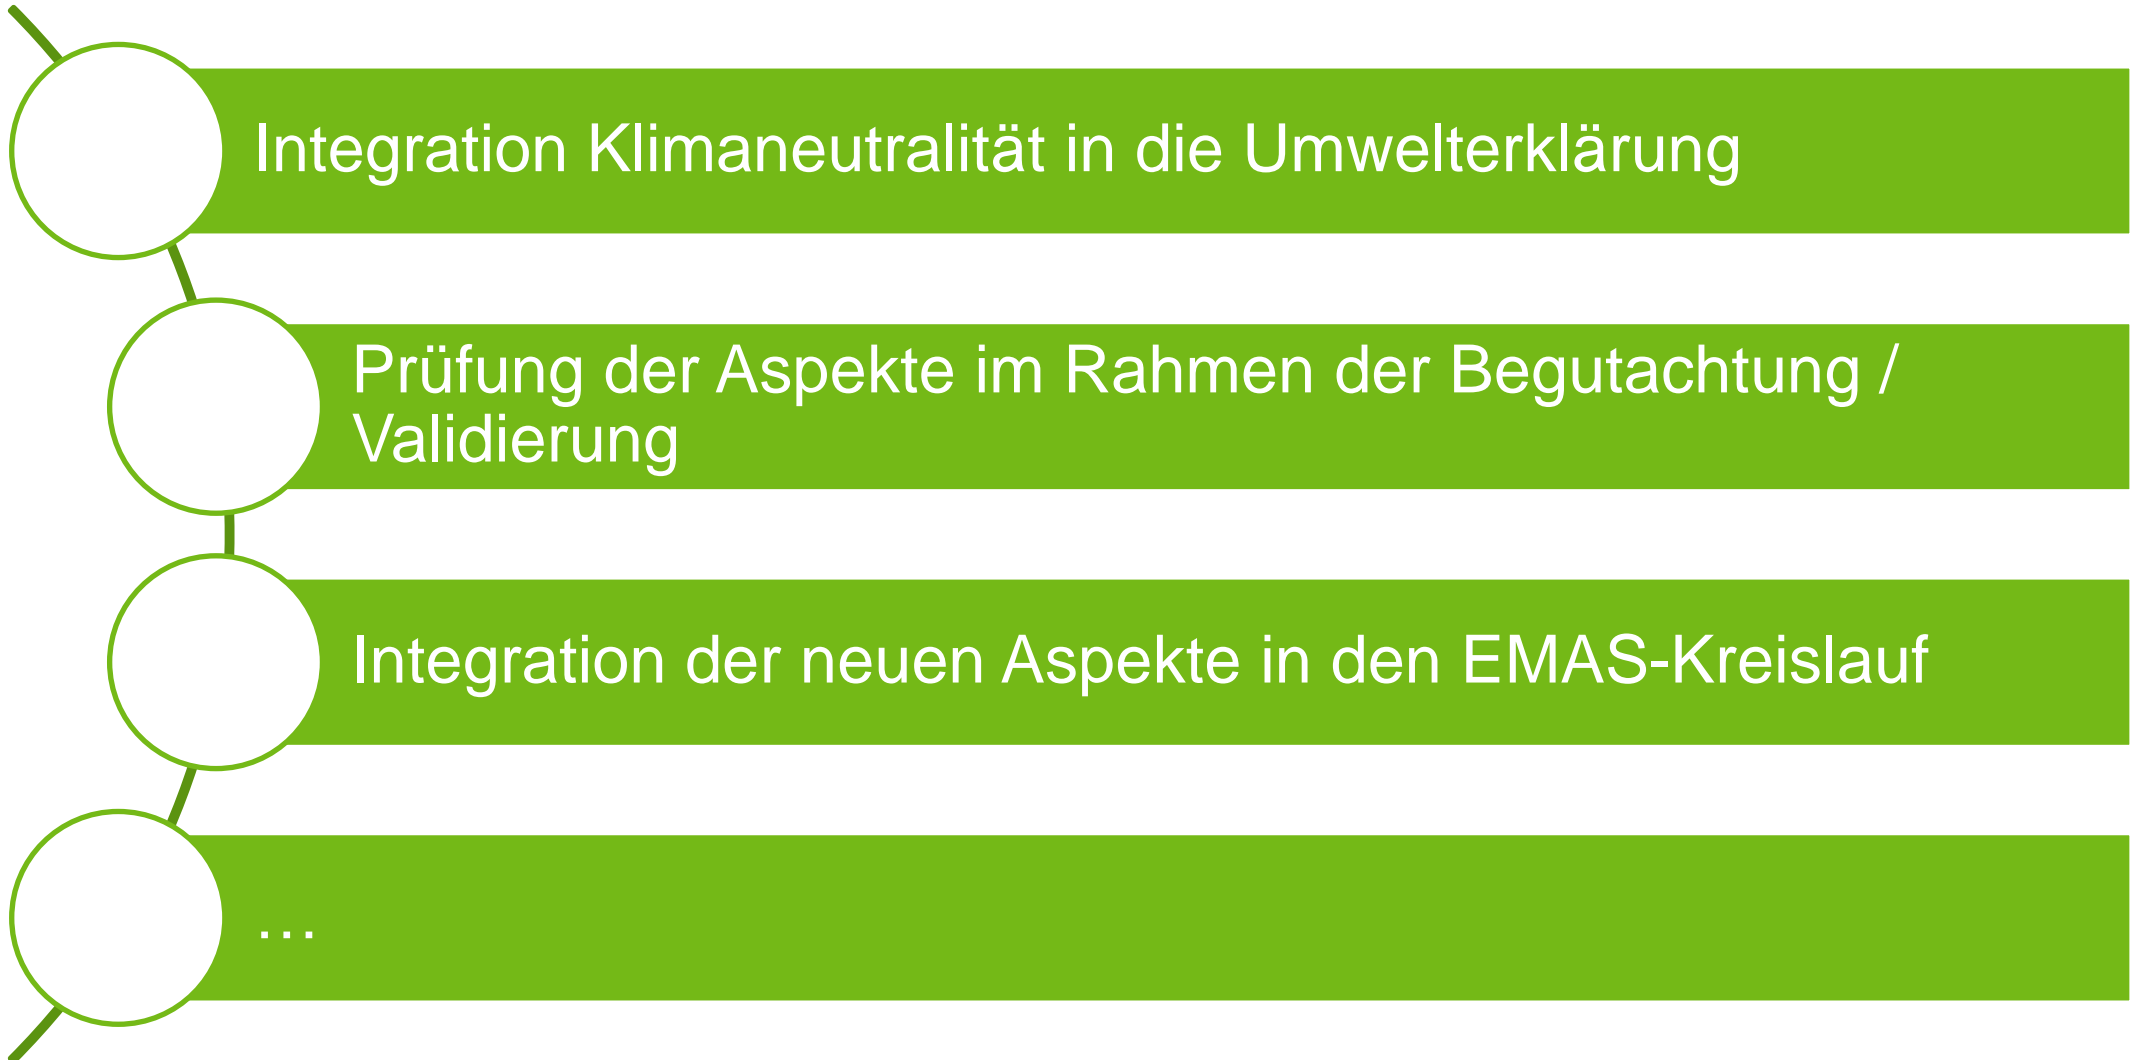 Integration Klimaneutralität in die Umwelterklärung
Prüfung der Aspekte im Rahmen der Begutachtung /
Validierung
Integration der neuen Aspekte in den EMAS-Kreislauf
…